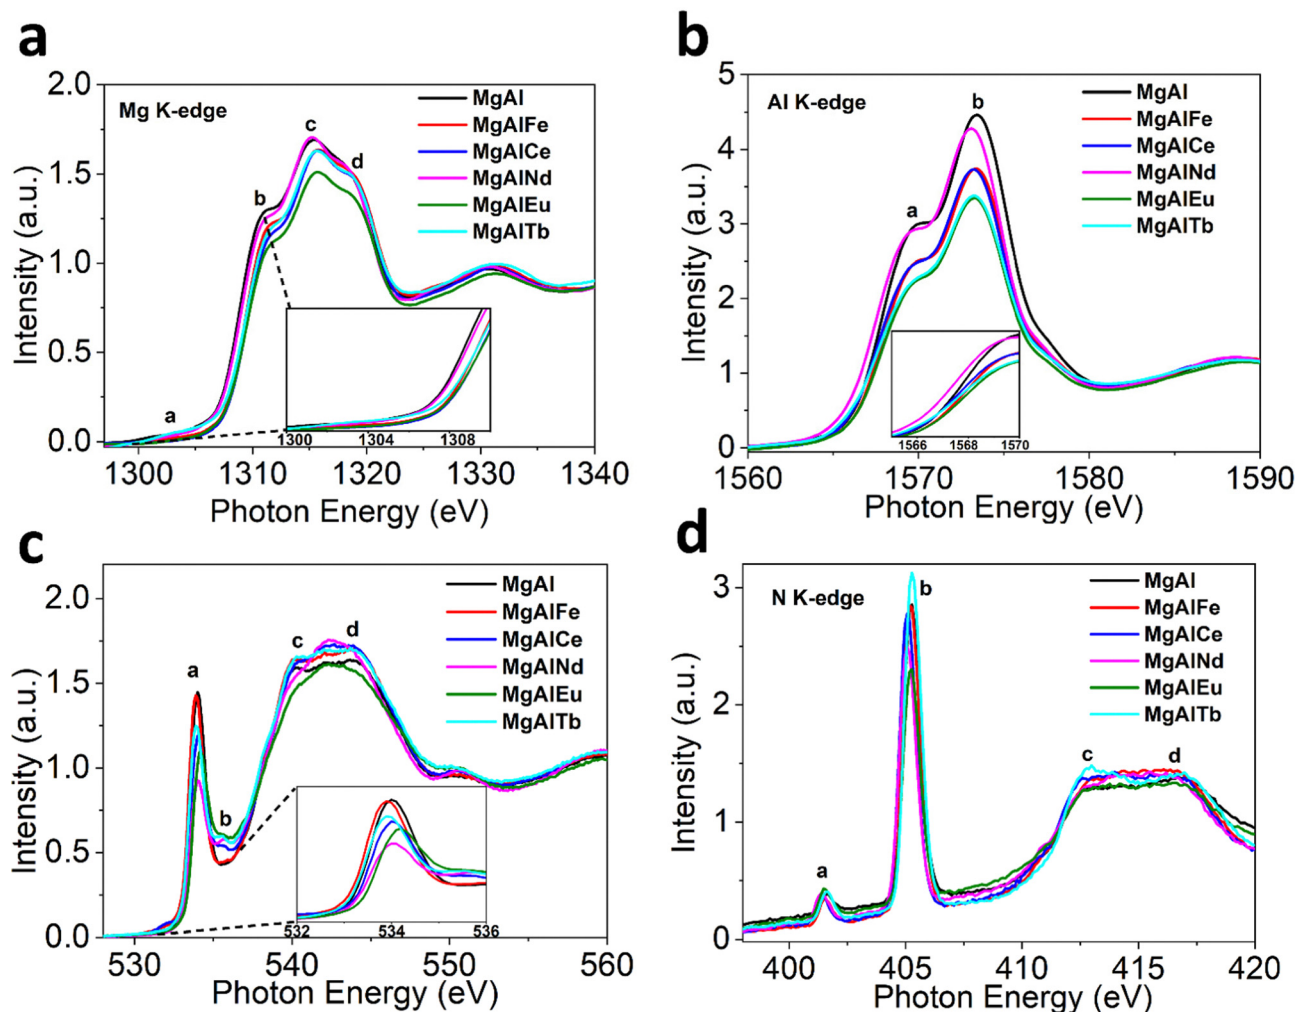 a
Mg K-edge
MgAl
MgAlFe
MgAlCe
MgAlNd
MgAlEu
MgAlTb
a
b
c
d
2.0
1.5
1.0
0.5
0.0
1300
1304
1308
1300
1310
1320
1330
1340
Intensity (a.u.)
Photon Energy (eV)
b
Al K-edge
MgAl
MgAlFe
MgAlCe
MgAlNd
MgAlEu
MgAlTb
a
b
5
4
3
2
1
0
1566
1568
1570
1560
1570
1580
1590
Intensity (a.u.)
Photon Energy (eV)
c
MgAl
MgAlFe
MgAlCe
MgAlNd
MgAlEu
MgAlTb
a
b
c
d
2.0
1.5
1.0
0.5
0.0
532
534
536
530
540
550
560
Intensity (a.u.)
Photon Energy (eV)
d
N K-edge
MgAl
MgAlFe
MgAlCe
MgAlNd
MgAlEu
MgAlTb
a
b
c
d
3
2
1
0
400
405
410
415
420
Intensity (a.u.)
Photon Energy (eV)